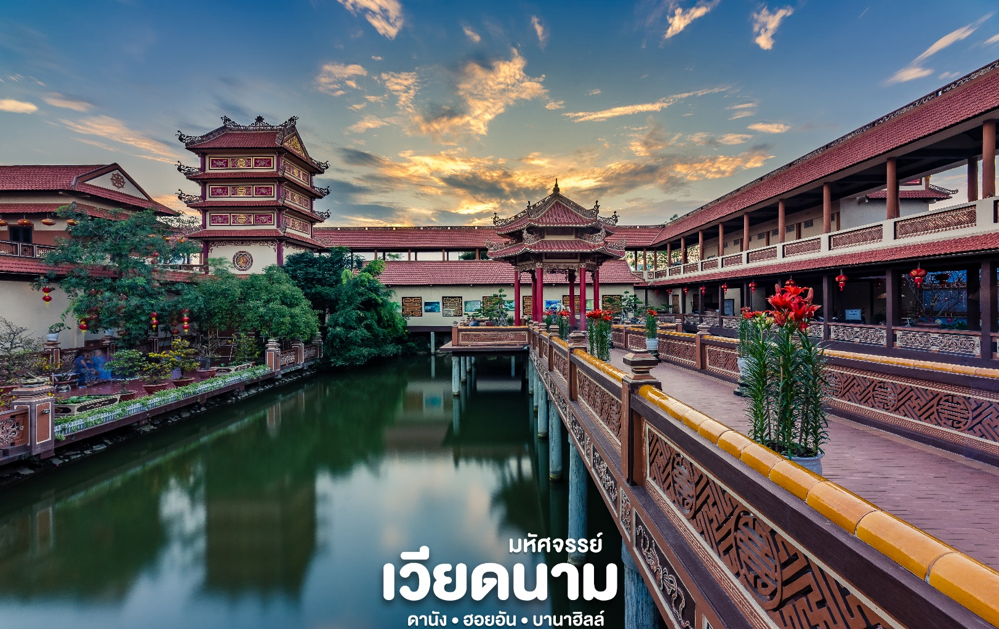 มหัศจรรย์
เวียดนาม
ดานัง • ฮอยอัน • บานาฮิลล์